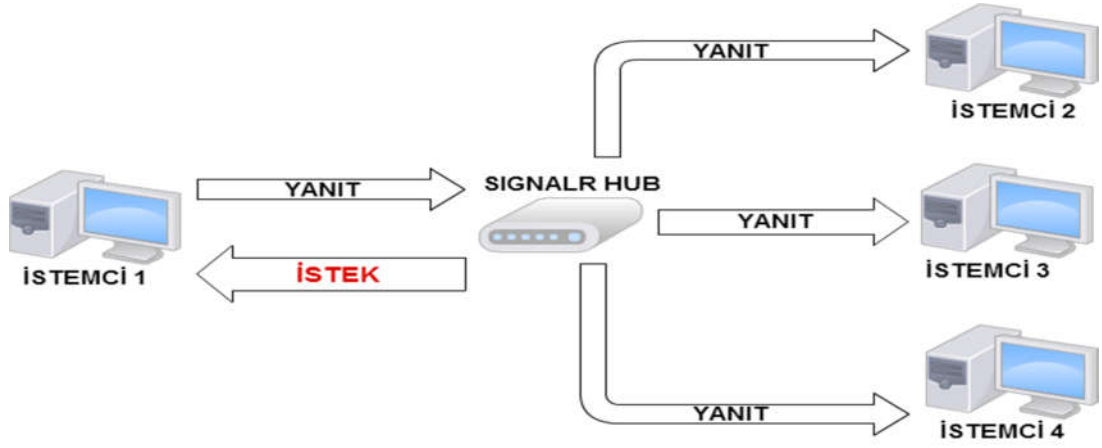 YANIT
İSTEMCİ 2
YANIT
SIGNALR HUB
YANIT
İSTEMCİ 1
İSTEK
İSTEMCİ 3
YANIT
İSTEMCİ 4